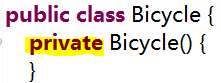 public class Bicycle {
private Bicycle() {
}